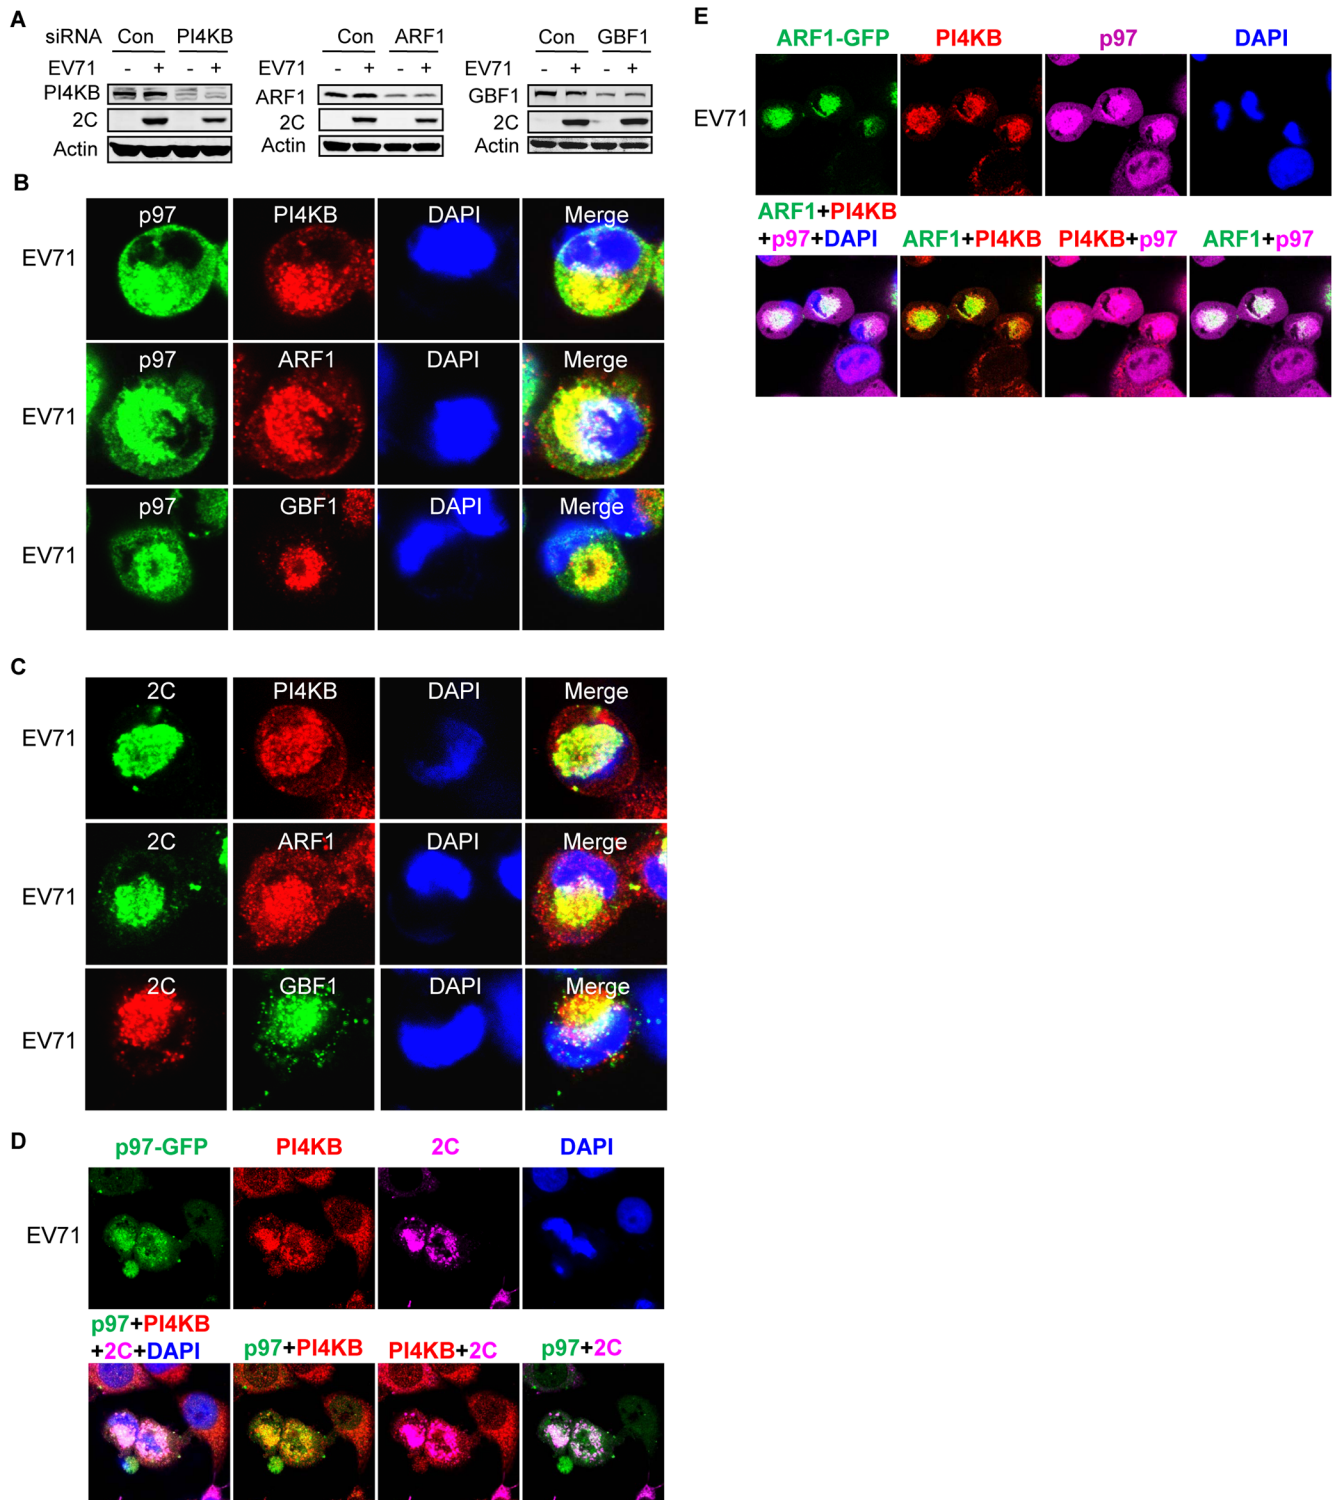 A
siRNA Con PI4KB
EV71 - + - +
PI4KB
2C
Actin
Con ARF1
EV71 - + - +
ARF1
2C
Actin
Con GBF1
EV71 - + - +
GBF1
2C
Actin
B
EV71 p97 PI4KB DAPI Merge
EV71 p97 ARF1 DAPI Merge
EV71 p97 GBF1 DAPI Merge
C
EV71 2C PI4KB DAPI Merge
EV71 2C ARF1 DAPI Merge
EV71 2C GBF1 DAPI Merge
D
p97-GFP PI4KB 2C DAPI
EV71
p97+PI4KB
+2C+DAPI p97+PI4KB PI4KB+2C p97+2C
E
ARF1-GFP PI4KB p97 DAPI
EV71
ARF1+PI4KB
+p97+DAPI ARF1+PI4KB PI4KB+p97 ARF1+p97